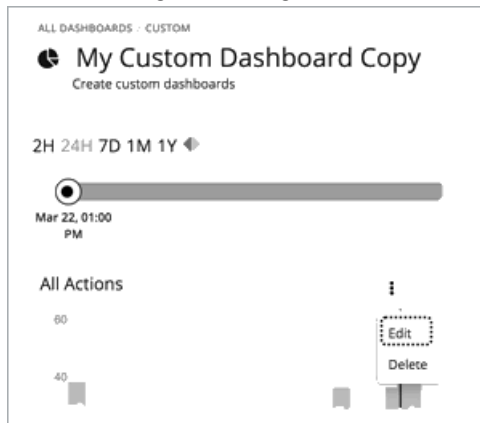 ALL DASHBOARDS / CUSTOM
My Custom Dashboard Copy
Create custom dashboards
2H 24H 7D 1M 1Y
Mar 22, 01:00
PM
All Actions
60
Edit
Delete
40